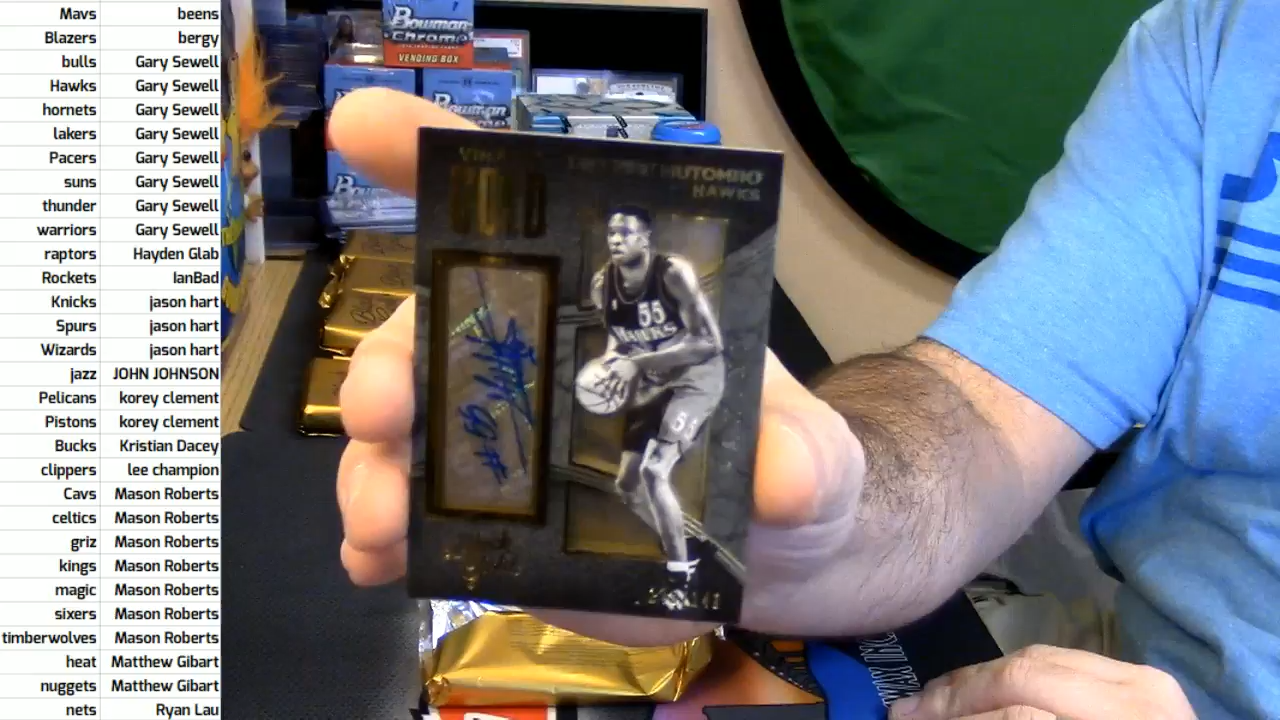 Mavs beens
Blazers bergy
bulls Gary Sewell
Hawks Gary Sewell
hornets Gary Sewell
lakers Gary Sewell
Pacers Gary Sewell
suns Gary Sewell
thunder Gary Sewell
warriors Gary Sewell
raptors Hayden Glab
Rockets IanBad
Knicks jason hart
Spurs jason hart
Wizards jason hart
jazz JOHN JOHNSON
Pelicans korey clement
Pistons korey clement
Bucks Kristian Dacey
clippers lee champion
Cavs Mason Roberts
celtics Mason Roberts
griz Mason Roberts
kings Mason Roberts
magic Mason Roberts
sixers Mason Roberts
timberwolves Mason Roberts
heat Matthew Gibart
nuggets Matthew Gibart
nets Ryan Lau
Bowman
Chrome
VENDING BOX
Bowman
MUTOMBO
HAWKS
GOLD
55
HAWKS
#55